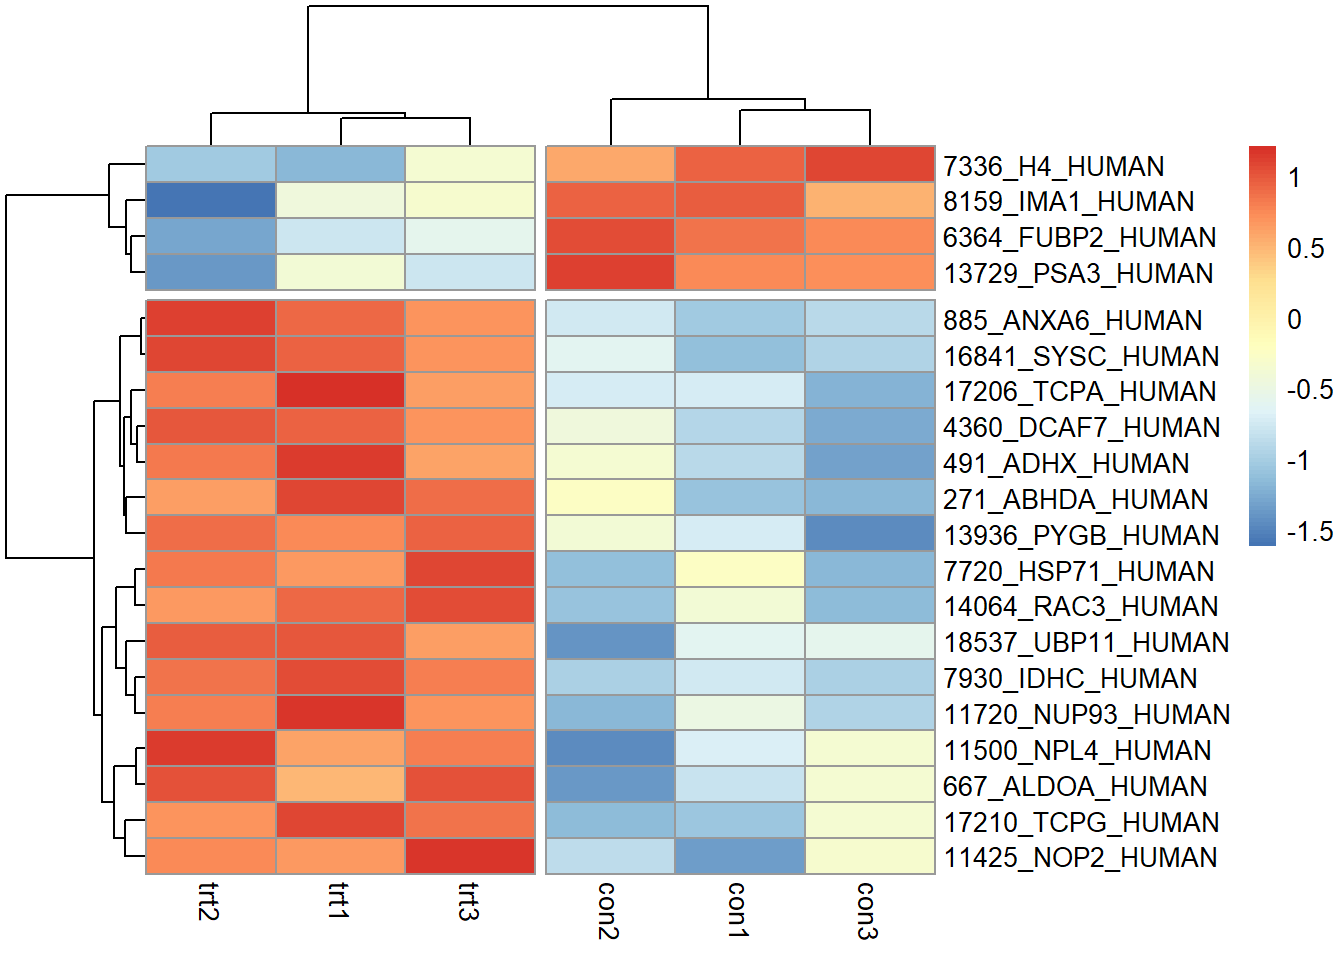 7336_H4_HUMAN
8159_IMA1_HUMAN
6364_FUBP2_HUMAN
13729_PSA3_HUMAN
885_ANXA6_HUMAN
16841_SYSC_HUMAN
17206_TCPA_HUMAN
4360_DCAF7_HUMAN
491_ADHX_HUMAN
271_ABHDA_HUMAN
13936_PYGB_HUMAN
7720_HSP71_HUMAN
14064_RAC3_HUMAN
18537_UBP11_HUMAN
7930_IDHC_HUMAN
11720_NUP93_HUMAN
11500_NPL4_HUMAN
667_ALDOA_HUMAN
17210_TCPG_HUMAN
11425_NOP2_HUMAN
1
0.5
0
-0.5
-1
-1.5
trt2
trt1
trt3
con2
con1
con3